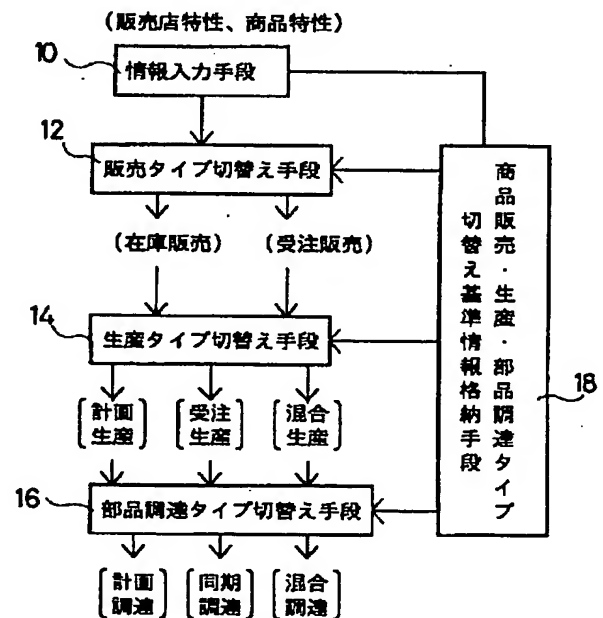 (販売店特性、商品特性)
10
情報入力手段
12
販売タイプ切替え手段
(在庫販売) (受注販売)
14
生産タイプ切替え手段
計画 受注 混合
生産 生産 生産
16
部品調達タイプ切替え手段
計画 同期 混合
調達 調達 調達
商品販売・生産・部品調達タイプ
切替え基準情報格納手段
18